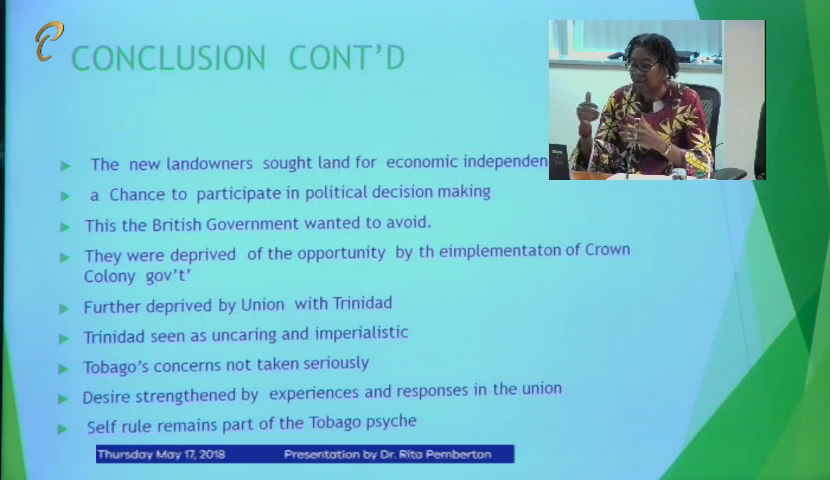 CONCLUSION CONT'D
The new landowners sought land for economic
a Chance to participate in political decision making
This the British Government wanted to avoid.
They were deprived of the opportunity by th eimplementaton of Crown
Colony gov't'
Further deprived by Union with Trinidad
Trinidad seen as uncaring and imperialistic
Tobago's concerns not taken seriously
Desire strengthened by experiences and responses in the union
Self rule remains part of the Tobago psyche
Thursday May 17, 2018 Presentation by Dr. Rita Pemberton